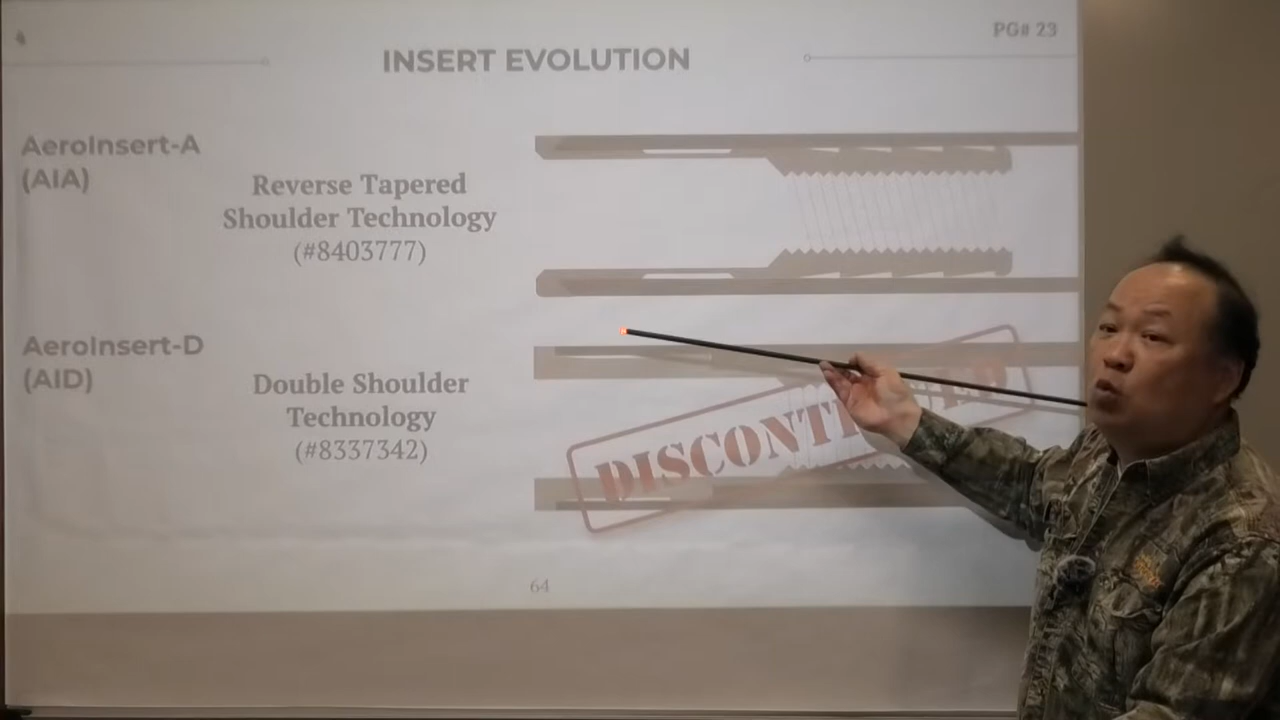 PG# 23
INSERT EVOLUTION
AeroInsert-A
(AIA)
Reverse Tapered
Shoulder Technology
(#8403777)
AeroInsert-D
(AID)
Double Shoulder
Technology
(#8337342)
64